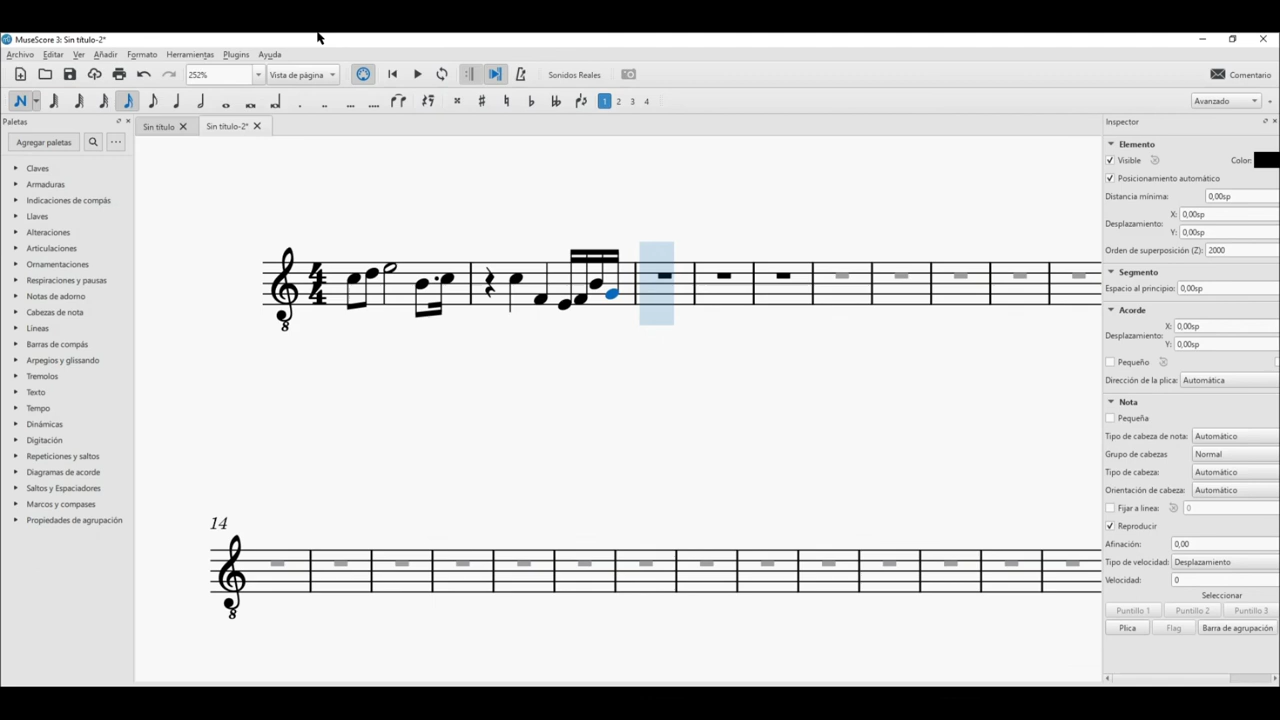 MuseScore 3: Sin título-2*
Archivo Editar Ver Añadir Formato Herramientas Plugins Ayuda
252% Vista de página Sonidos Reales Comentario
1 2 3 4 Avanzado
Paletas
Sin título Sin título-2*
Inspector
Agregar paletas
Claves
Armaduras
Indicaciones de compás
Llaves
Alteraciones
Articulaciones
Ornamentaciones
Respiraciones y pausas
Notas de adorno
Cabezas de nota
Líneas
Barras de compás
Arpegios y glissando
Tremolos
Texto
Tempo
Dinámicas
Digitación
Repeticiones y saltos
Diagramas de acorde
Saltos y Espaciadores
Marcos y compases
Propiedades de agrupación
4
4
8
14
8
Elemento
Visible Color:
Posicionamiento automático
Distancia mínima: 0,00sp
Desplazamiento: X: 0,00sp
Y: 0,00sp
Orden de superposición (Z): 2000
Segmento
Espacio al principio: 0,00sp
Acorde
Desplazamiento: X: 0,00sp
Y: 0,00sp
Pequeño
Dirección de la plica: Automática
Nota
Pequeña
Tipo de cabeza de nota: Automático
Grupo de cabezas Normal
Tipo de cabeza: Automático
Orientación de cabeza: Automático
Fijar a línea: 0
Reproducir
Afinación: 0,00
Tipo de velocidad: Desplazamiento
Velocidad: 0
Seleccionar
Puntillo 1 Puntillo 2 Puntillo 3
Plica Flag Barra de agrupación